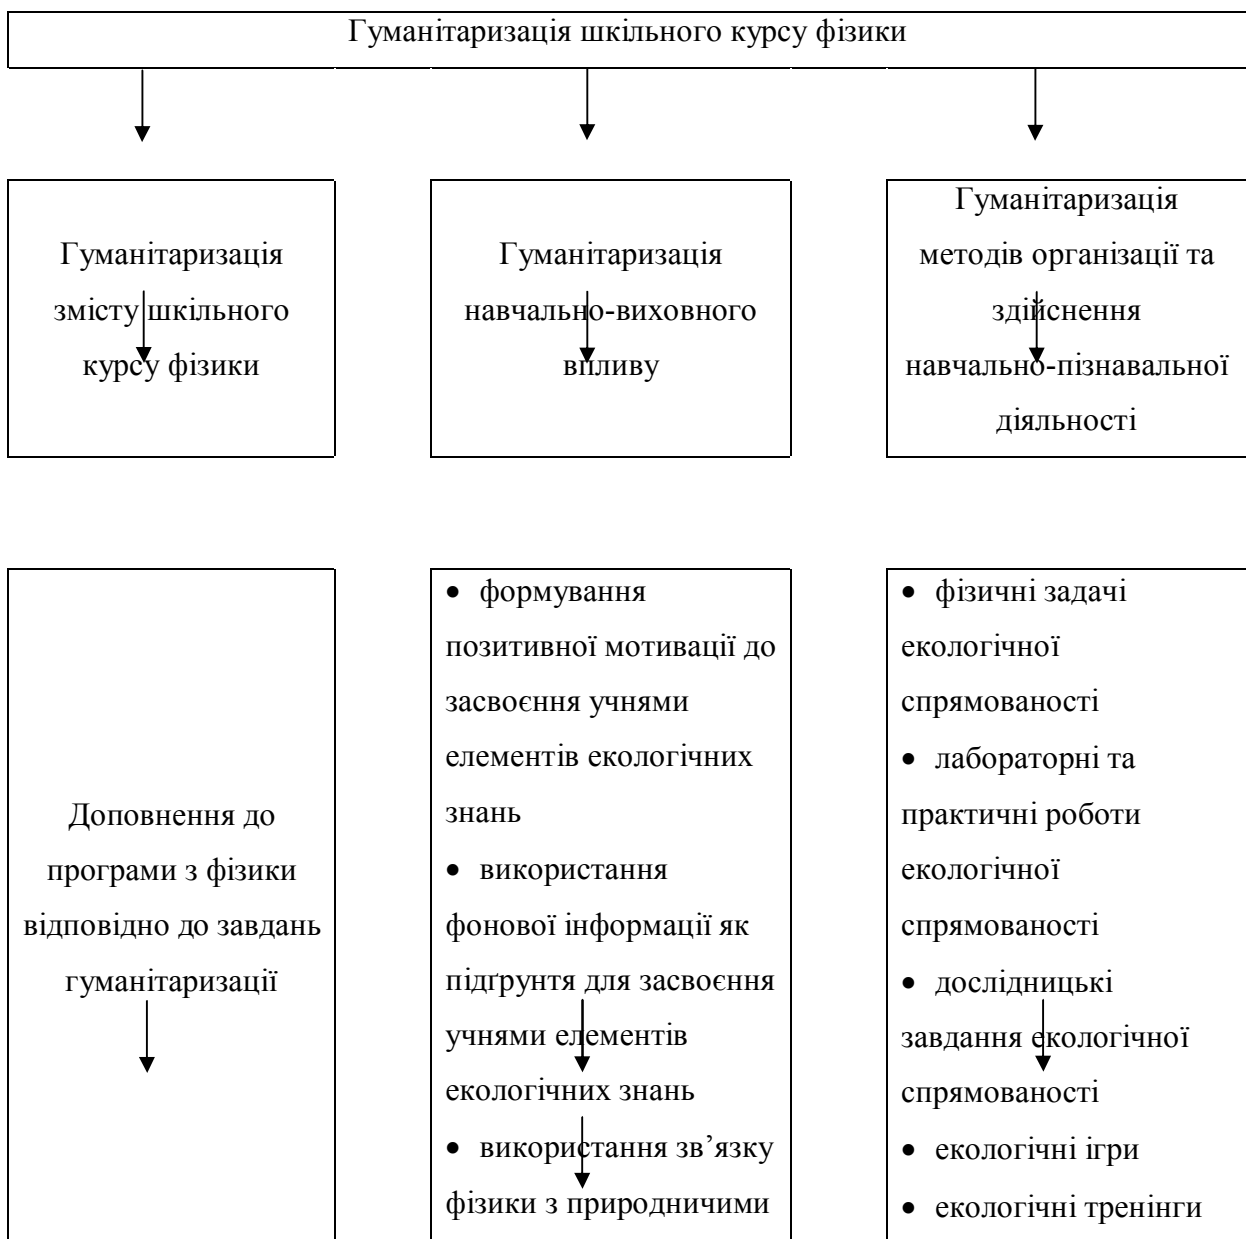 Гуманітаризація шкільного курсу фізики
Гуманітаризація
змісту шкільного
курсу фізики
Гуманітаризація
навчально-виховного
впливу
Гуманітаризація
методів організації та
здійснення
навчально-пізнавальної
діяльності
Доповнення до
програми з фізики
відповідно до завдань
гуманітаризації
• формування
позитивної мотивації до
засвоєння учнями
елементів екологічних
знань
• використання
фонової інформації як
підґрунтя для засвоєння
учнями елементів
екологічних знань
• використання зв’язку
фізики з природничими
• фізичні задачі
екологічної
спрямованості
• лабораторні та
практичні роботи
екологічної
спрямованості
• дослідницькі
завдання екологічної
спрямованості
• екологічні ігри
• екологічні тренінги